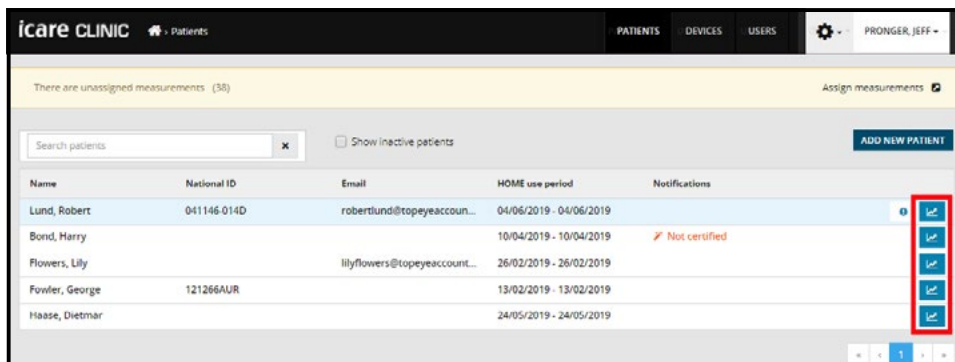 icare CLINIC > Patients PATIENTS DEVICES USERS PRONGER, JEFF
There are unassigned measurements (38) Assign measurements
Search patients x Show inactive patients ADD NEW PATIENT
Name National ID Email HOME use period Notifications
Lund, Robert 041146-014D robertlund@topeyeaccoun... 04/06/2019 - 04/06/2019
Bond, Harry 10/04/2019 - 10/04/2019 Not certified
Flowers, Lily lilyflowers@topeyeaccount... 26/02/2019 - 26/02/2019
Fowler, George 121266AUR 13/02/2019 - 13/02/2019
Haase, Dietmar 24/05/2019 - 24/05/2019
« ‹ 1 › »